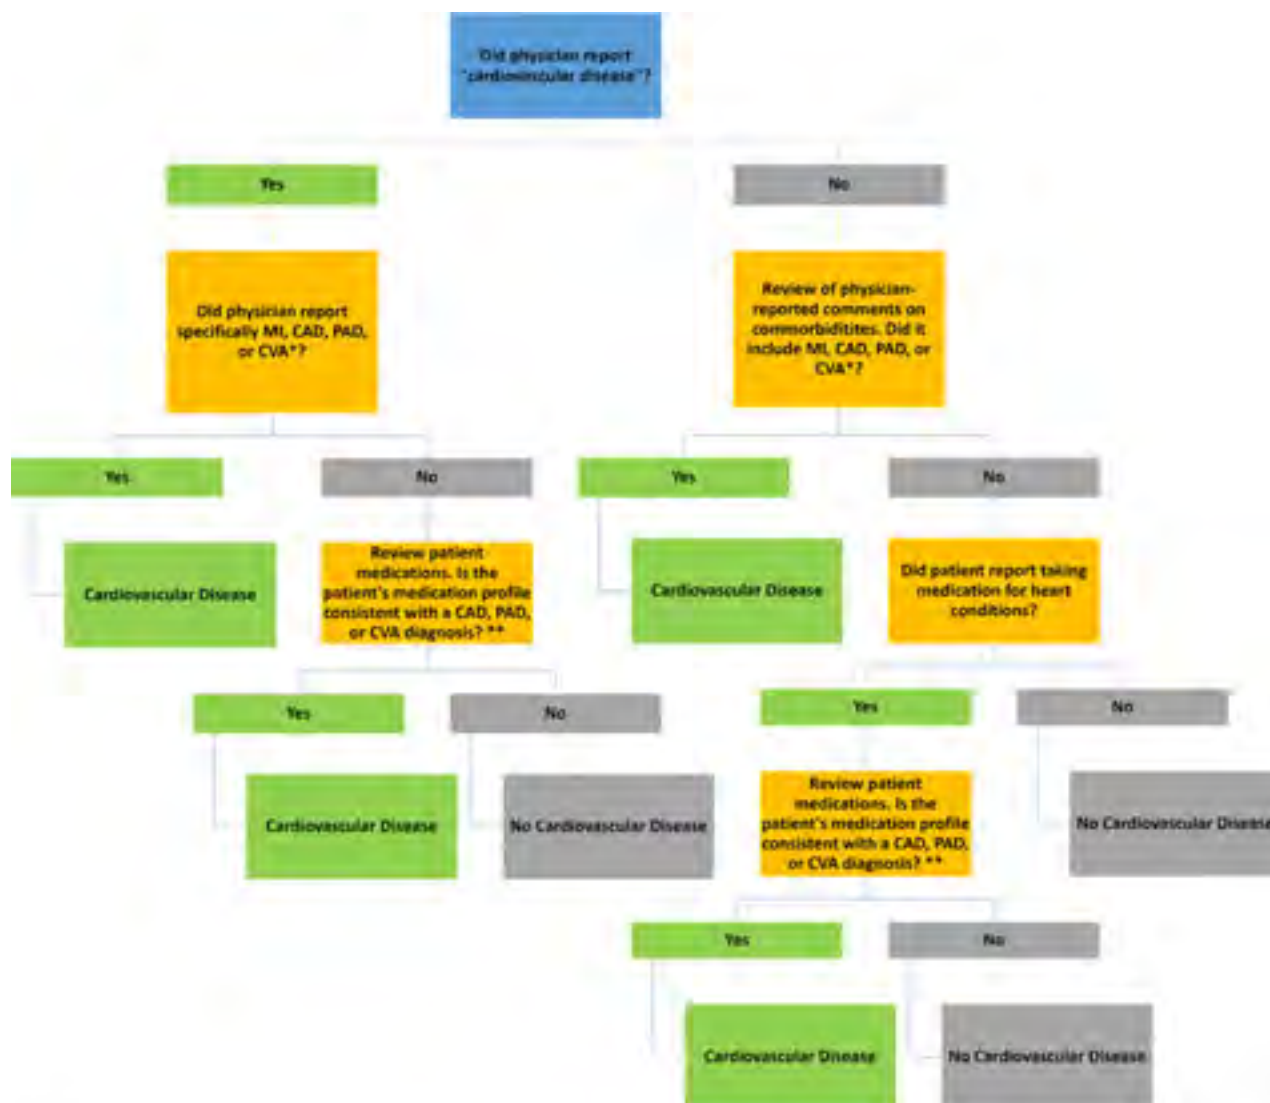 Did physician report
"cardiovascular disease"?
Yes
No
Did physician report
specifically MI, CAD, PAD,
or CVA*?
Review of physician-
reported comments on
commorbiditites. Did it
include MI, CAD, PAD, or
CVA*?
Yes
No
Yes
No
Cardiovascular Disease
Review patient
medications. Is the
patient's medication profile
consistent with a CAD, PAD,
or CVA diagnosis? **
Cardiovascular Disease
Did patient report taking
medication for heart
conditions?
Yes
No
Yes
No
Cardiovascular Disease
No Cardiovascular Disease
Review patient
medications. Is the
patient's medication profile
consistent with a CAD, PAD,
or CVA diagnosis? **
No Cardiovascular Disease
Yes
No
Cardiovascular Disease
No Cardiovascular Disease